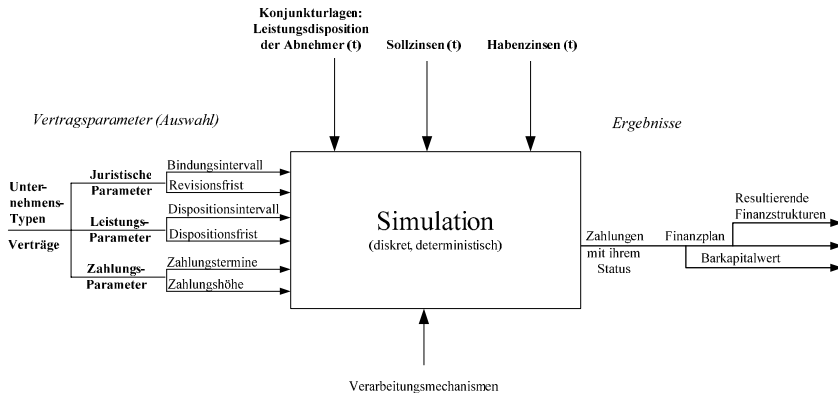 Konjunkturlagen:
Leistungsdisposition
der Abnehmer (t)
Sollzinsen (t)
Habenzinsen (t)
Vertragsparameter (Auswahl)
Ergebnisse
Unter-
nehmens-
Typen
Verträge
Juristische
Parameter
Bindungsintervall
Revisionsfrist
Leistungs-
Parameter
Dispositionsintervall
Dispositionsfrist
Zahlungs-
Parameter
Zahlungstermine
Zahlungshöhe
Simulation
(diskret, deterministisch)
Zahlungen
mit ihrem
Status
Finanzplan
Resultierende
Finanzstrukturen
Barkapitalwert
Verarbeitungsmechanismen